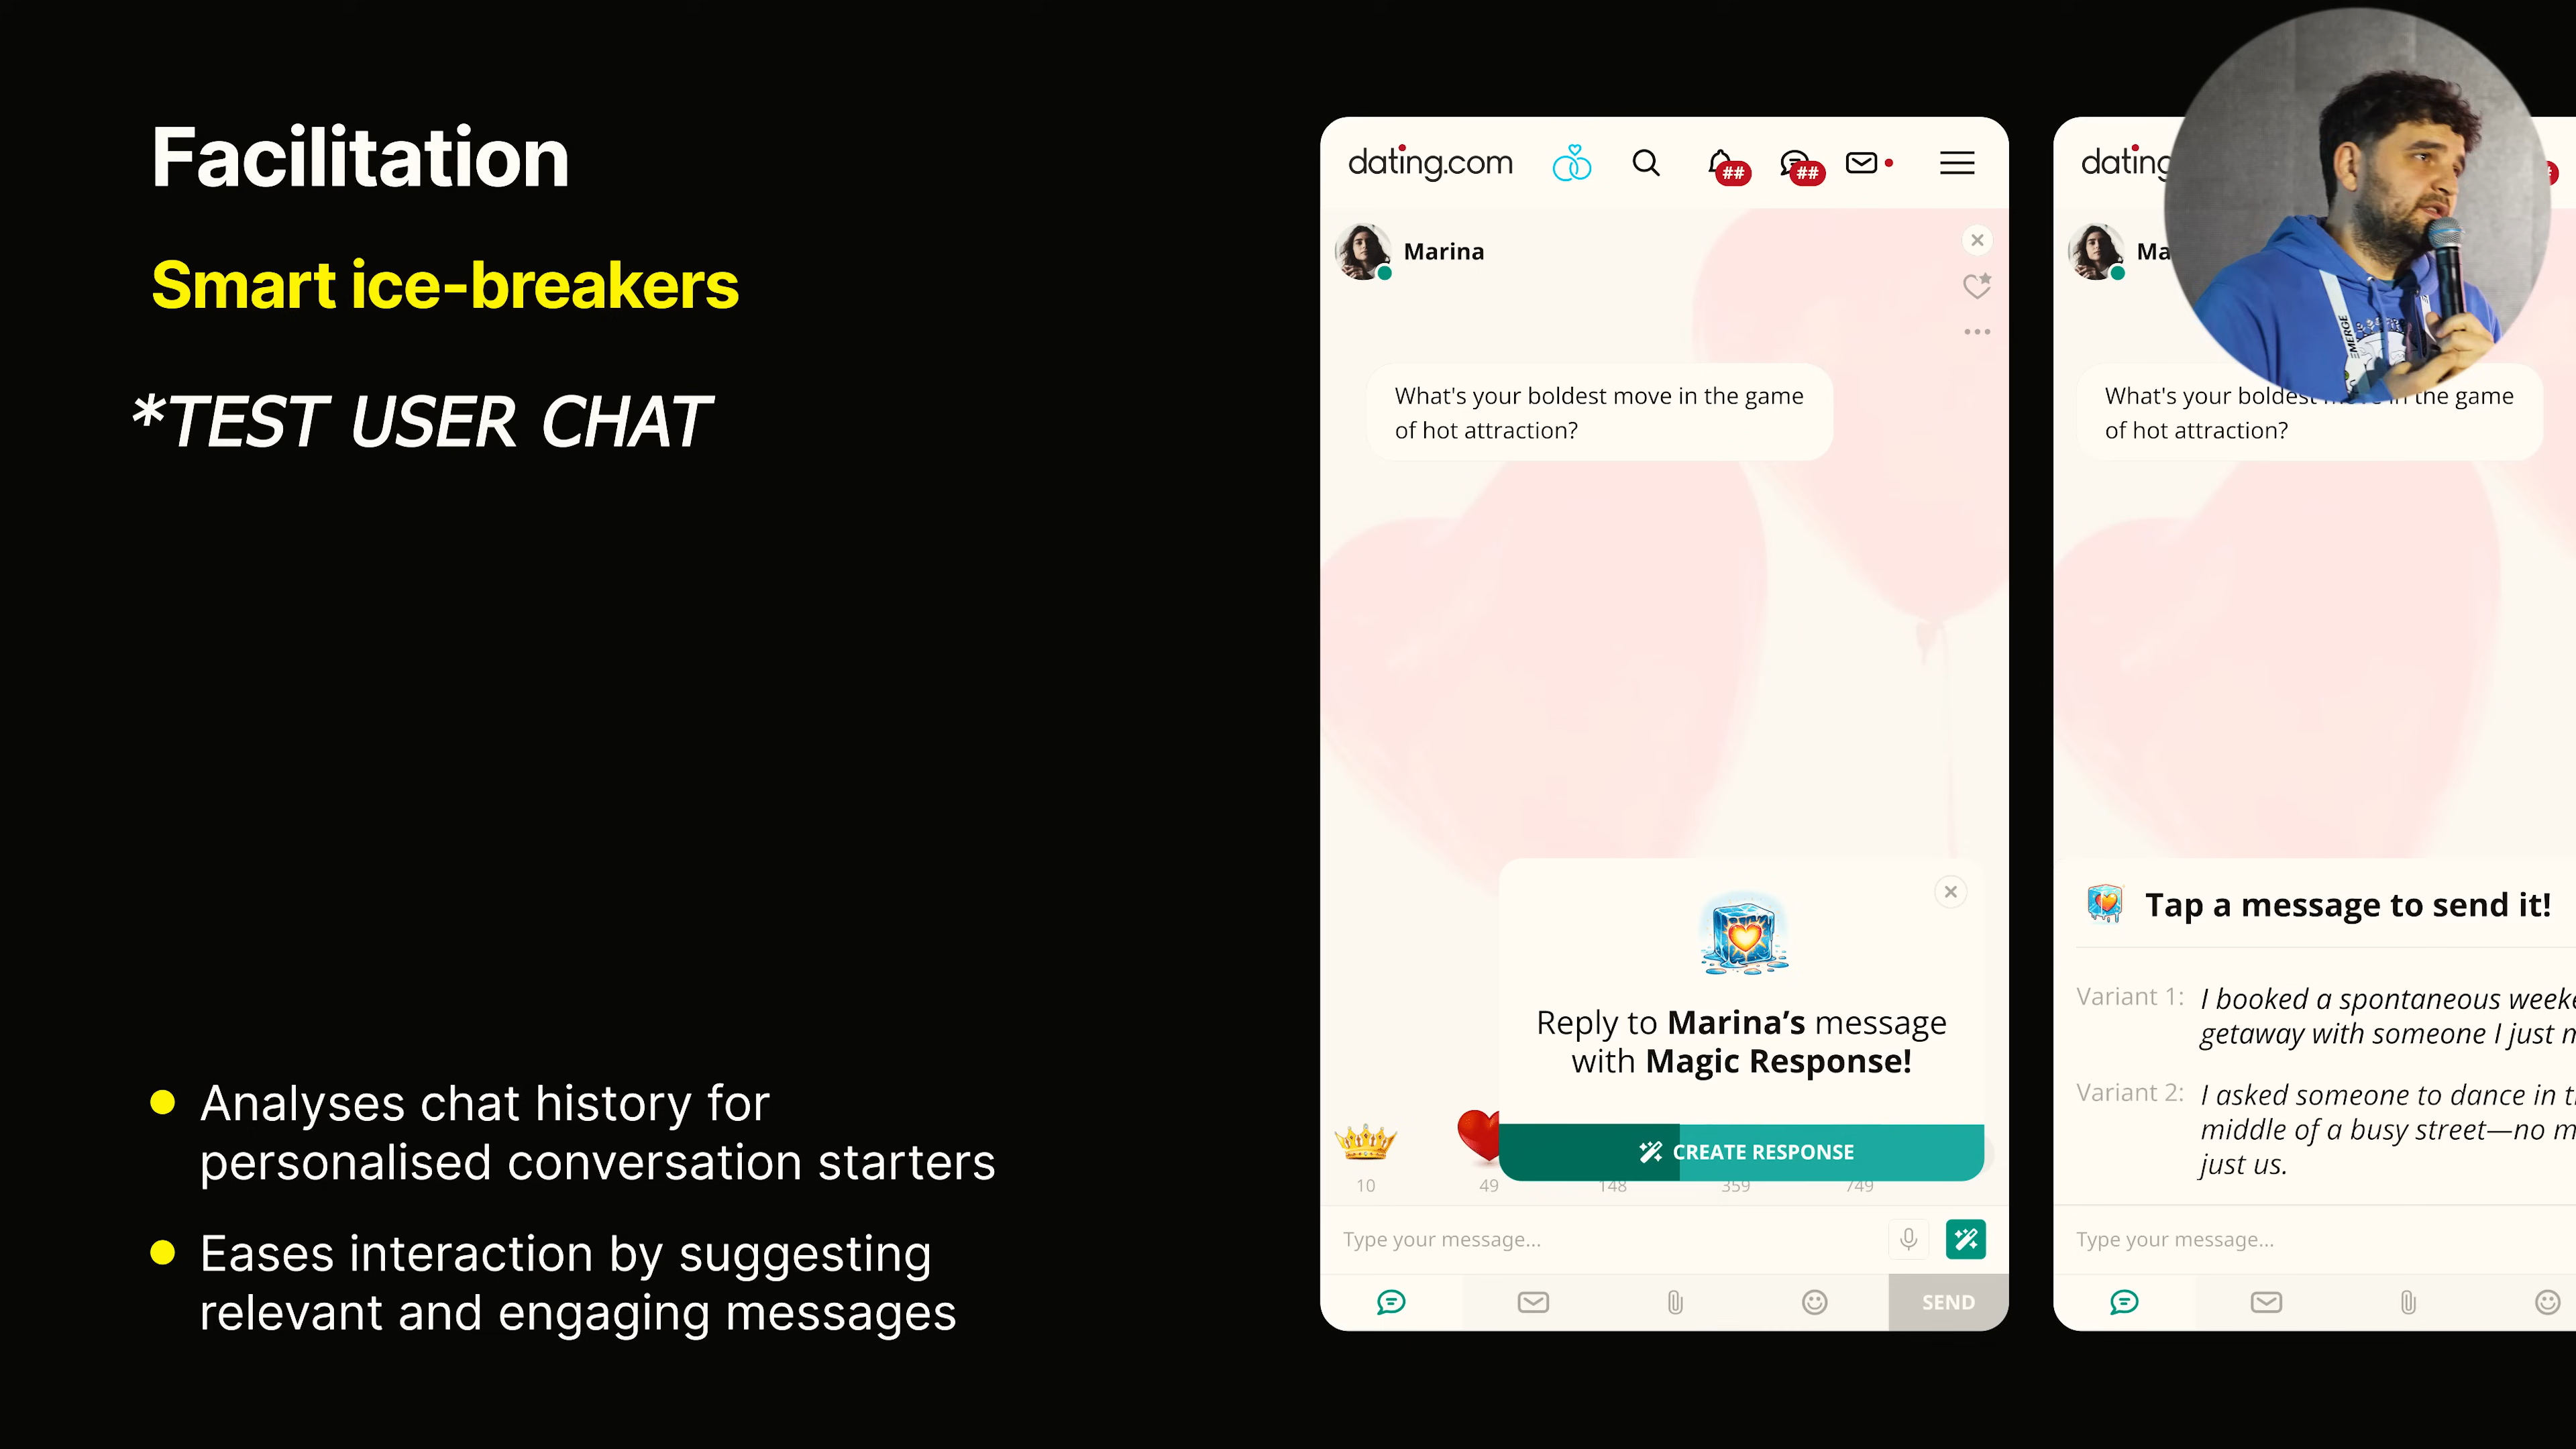 Facilitation
Smart ice-breakers
*TEST USER CHAT
Analyses chat history for
personalised conversation starters
Eases interaction by suggesting
relevant and engaging messages
dating.com
##
##
Marina
What's your boldest move in the game
of hot attraction?
Reply to Marina's message
with Magic Response!
CREATE RESPONSE
10
49
148
359
749
Type your message...
SEND
dating
Ma
What's your boldest
in the game
of hot attraction?
Tap a message to send it!
Variant 1: I booked a spontaneous
getaway with someone I just
Variant 2: I asked someone to dance in
middle of a busy street—no
just us.
Type your message...